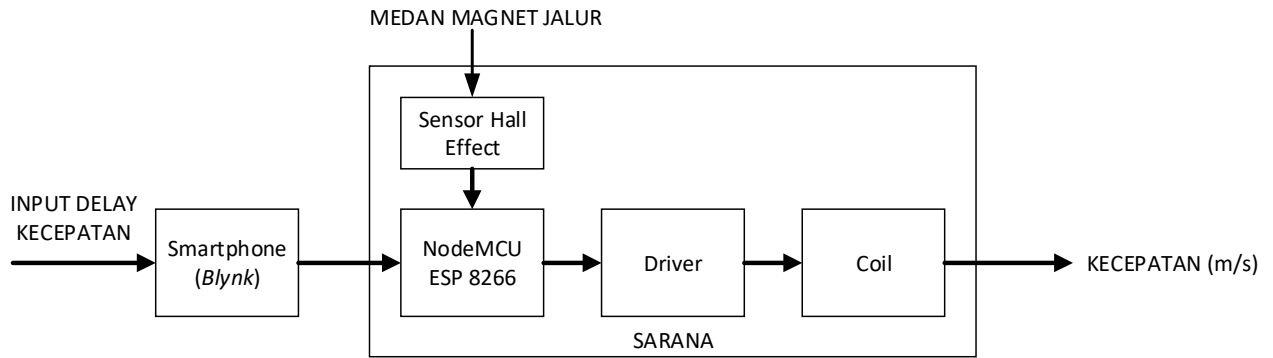 MEDAN MAGNET JALUR
Sensor Hall
Effect
INPUT DELAY
KECEPATAN
Smartphone
(Blynk)
NodeMCU
ESP 8266
Driver
Coil
KECEPATAN (m/s)
SARANA